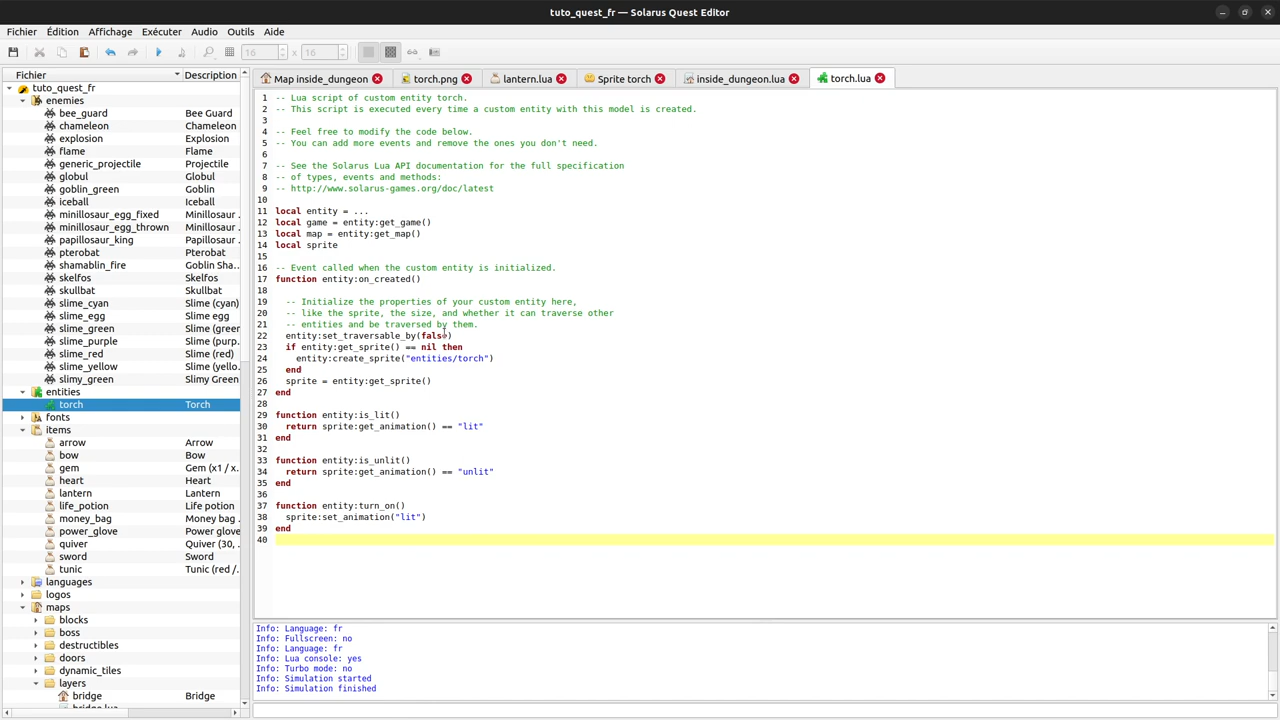 tuto_quest_fr — Solarus Quest Editor
Fichier Édition Affichage Exécuter Audio Outils Aide
16 x 16
Fichier Description
tuto_quest_fr
enemies
bee_guard Bee Guard
chameleon Chameleon
explosion Explosion
flame Flame
generic_projectile Projectile
globul Globul
goblin_green Goblin
iceball Iceball
minillosaur_egg_fixed Minillosaur .
minillosaur_egg_thrown Minillosaur .
papillosaur_king Papillosaur .
pterobat Pterobat
shamablin_fire Goblin Sha…
skelfos Skelfos
skullbat Skullbat
slime_cyan Slime (cyan)
slime_egg Slime egg
slime_green Slime (green
slime_purple Slime (purp.
slime_red Slime (red)
slime_yellow Slime (yello.
slimy_green Slimy Green
entities
torch Torch
fonts
items
arrow Arrow
bow Bow
gem Gem (x1 / x.
heart Heart
lantern Lantern
life_potion Life potion
money_bag Money bag .
power_glove Power glove
quiver Quiver (30, .
sword Sword
tunic Tunic (red /.
languages
logos
maps
blocks
boss
destructibles
doors
dynamic_tiles
layers
bridge Bridge
bridge.lua
Map inside_dungeon torch.png lantern.lua Sprite torch inside_dungeon.lua torch.lua
1 -- Lua script of custom entity torch.
2 -- This script is executed every time a custom entity with this model is created.
3
4 -- Feel free to modify the code below.
5 -- You can add more events and remove the ones you don't need.
6
7 -- See the Solarus Lua API documentation for the full specification
8 -- of types, events and methods:
9 -- http://www.solarus-games.org/doc/latest
10
11 local entity = ...
12 local game = entity:get_game()
13 local map = entity:get_map()
14 local sprite
15
16 -- Event called when the custom entity is initialized.
17 function entity:on_created()
18
19 -- Initialize the properties of your custom entity here,
20 -- like the sprite, the size, and whether it can traverse other
21 -- entities and be traversed by them.
22 entity:set_traversable_by(false)
23 if entity:get_sprite() == nil then
24 entity:create_sprite("entities/torch")
25 end
26 sprite = entity:get_sprite()
27 end
28
29 function entity:is_lit()
30 return sprite:get_animation() == "lit"
31 end
32
33 function entity:is_unlit()
34 return sprite:get_animation() == "unlit"
35 end
36
37 function entity:turn_on()
38 sprite:set_animation("lit")
39 end
40
Info: Language: fr
Info: Fullscreen: no
Info: Language: fr
Info: Lua console: yes
Info: Turbo mode: no
Info: Simulation started
Info: Simulation finished